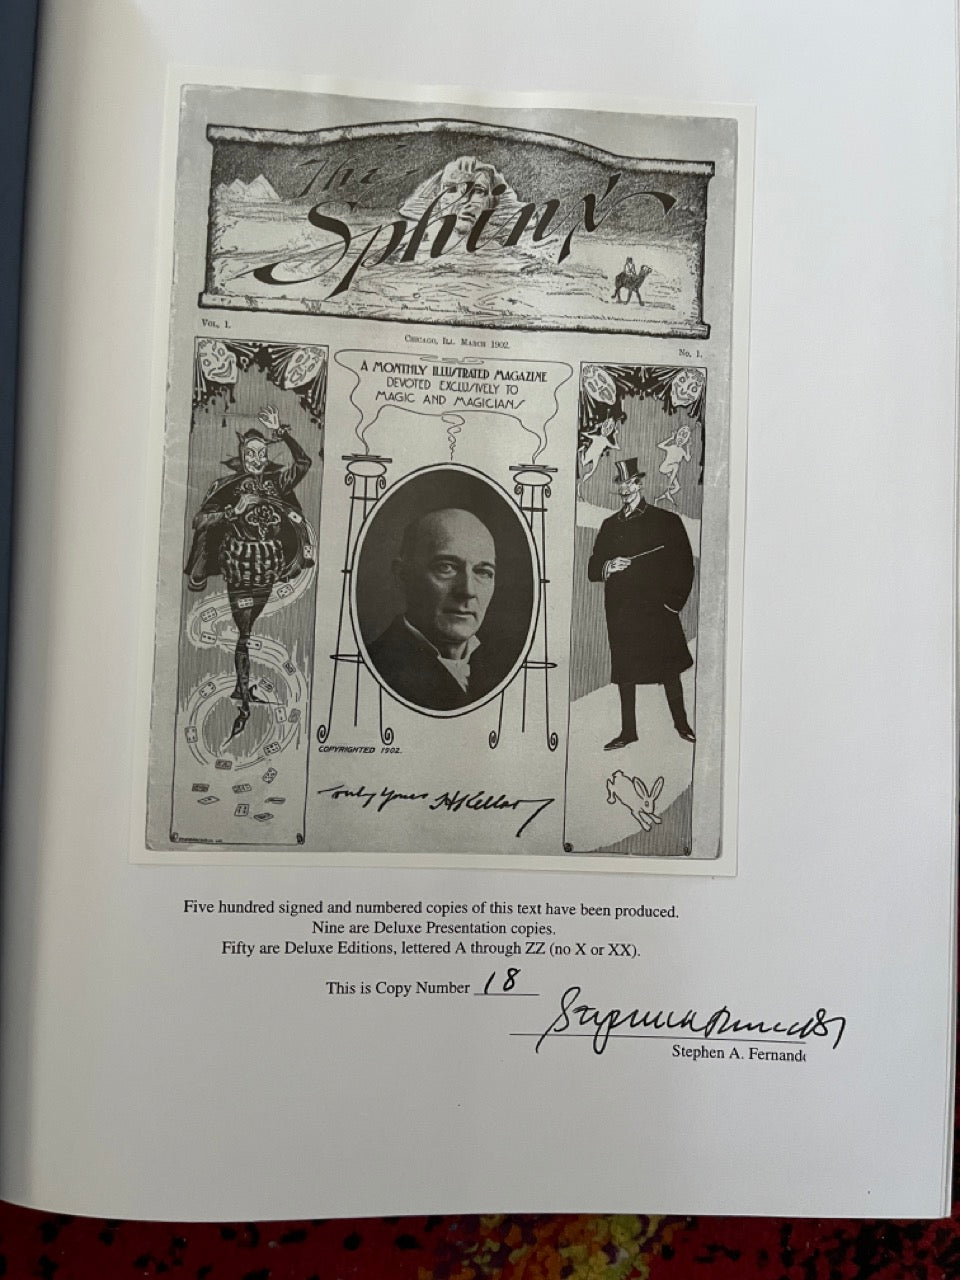 The Sphinx
VOL, 1.
CHICAGO, ILL. MARCH 1902.
No. 1.
A MONTHLY ILLUSTRATED MAGAZINE
DEVOTED EXCLUSIVELY TO
MAGIC AND MAGICIANS
COPYRIGHTED 1902.
Truly Yours H Kellar
Five hundred signed and numbered copies of this text have been produced.
Nine are Deluxe Presentation copies.
Fifty are Deluxe Editions, lettered A through ZZ (no X or XX).
This is Copy Number 18
Stephen A. Fernand